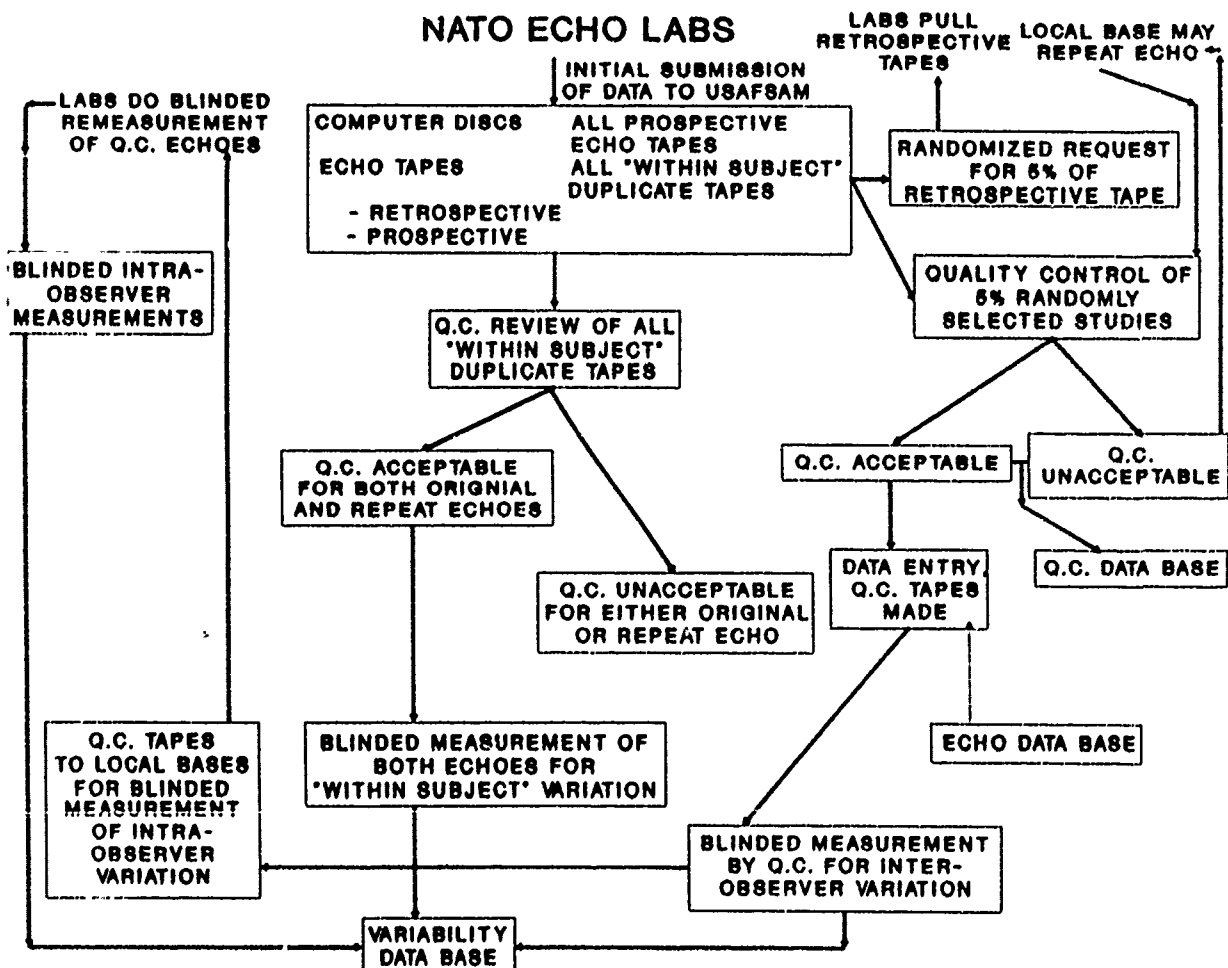 NATO ECHO LABS
LABS PULL
RETROSPECTIVE
TAPES
LOCAL BASE MAY
REPEAT ECHO
INITIAL SUBMISSION
OF DATA TO USAFSAM
LABS DO BLINDED
REMEASUREMENT
OF Q.C. ECHOES
COMPUTER DISCS ALL PROSPECTIVE
ECHO TAPES
ECHO TAPES ALL "WITHIN SUBJECT"
DUPLICATE TAPES
- RETROSPECTIVE
- PROSPECTIVE
RANDOMIZED REQUEST
FOR 5% OF
RETROSPECTIVE TAPE
BLINDED INTRA-
OBSERVER
MEASUREMENTS
QUALITY CONTROL OF
5% RANDOMLY
SELECTED STUDIES
Q.C. REVIEW OF ALL
"WITHIN SUBJECT"
DUPLICATE TAPES
Q.C. ACCEPTABLE
FOR BOTH ORIGNIAL
AND REPEAT ECHOES
Q.C. ACCEPTABLE
Q.C.
UNACCEPTABLE
Q.C. UNACCEPTABLE
FOR EITHER ORIGINAL
OR REPEAT ECHO
DATA ENTRY,
Q.C. TAPES
MADE
Q.C. DATA BASE
Q.C. TAPES
TO LOCAL BASES
FOR BLINDED
MEASUREMENT
OF INTRA-
OBSERVER
VARIATION
BLINDED MEASUREMENT OF
BOTH ECHOES FOR
"WITHIN SUBJECT" VARIATION
ECHO DATA BASE
BLINDED MEASUREMENT
BY Q.C. FOR INTER-
OBSERVER VARIATION
VARIABILITY
DATA BASE